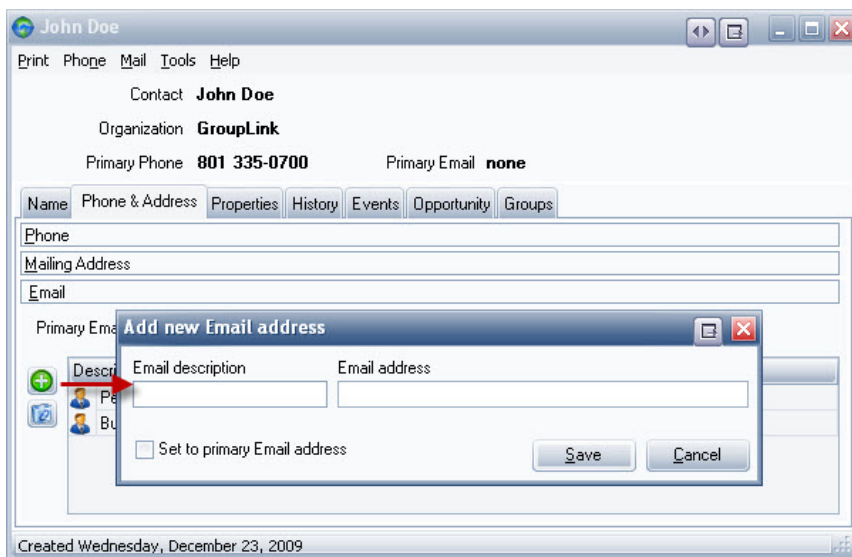 John Doe
Print Phone Mail Tools Help
Contact John Doe
Organization GroupLink
Primary Phone 801 335-0700 Primary Email none
Name Phone & Address Properties History Events Opportunity Groups
Phone
Mailing Address
Email
Primary
Add new Email address
Email description Email address
Set to primary Email address Save Cancel
Created Wednesday, December 23, 2009